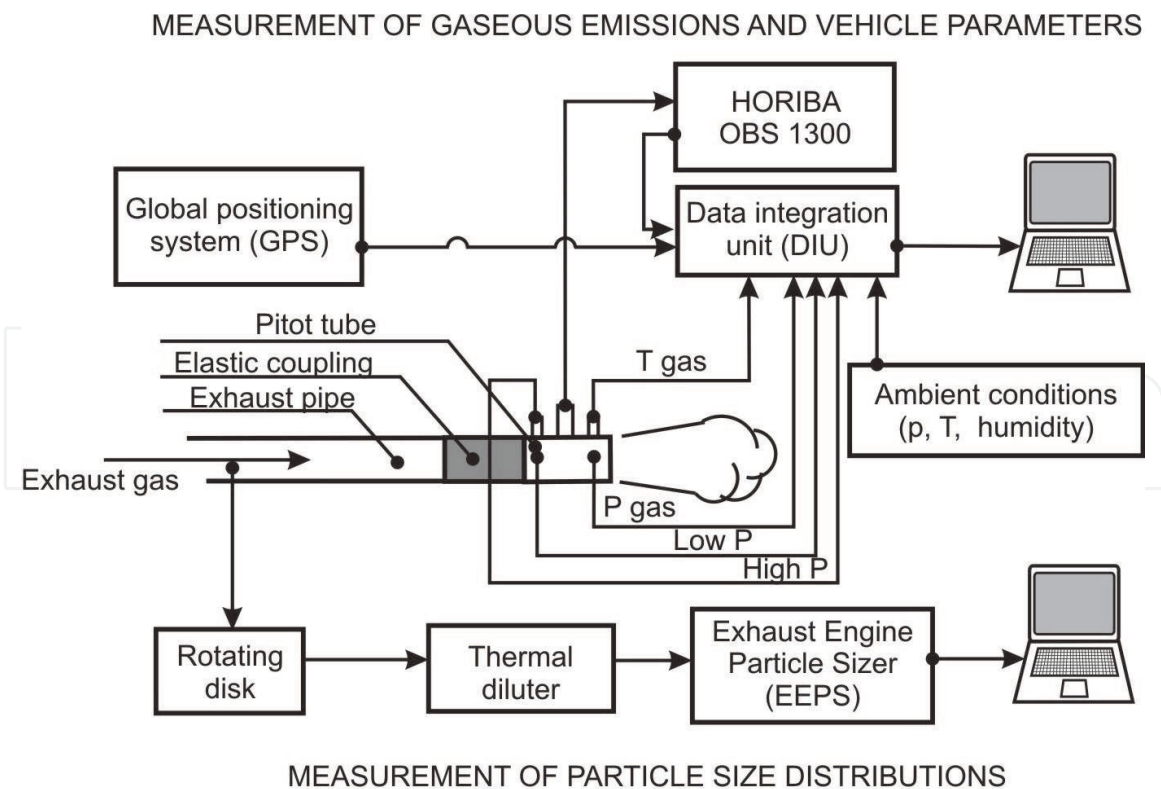 MEASUREMENT OF GASEOUS EMISSIONS AND VEHICLE PARAMETERS
HORIBA
OBS 1300
Global positioning
system (GPS)
Data integration
unit (DIU)
Pitot tube
Elastic coupling
Exhaust pipe
T gas
Ambient conditions
(p, T, humidity)
Exhaust gas
P gas
Low P
High P
Rotating
disk
Thermal
diluter
Exhaust Engine
Particle Sizer
(EEPS)
MEASUREMENT OF PARTICLE SIZE DISTRIBUTIONS